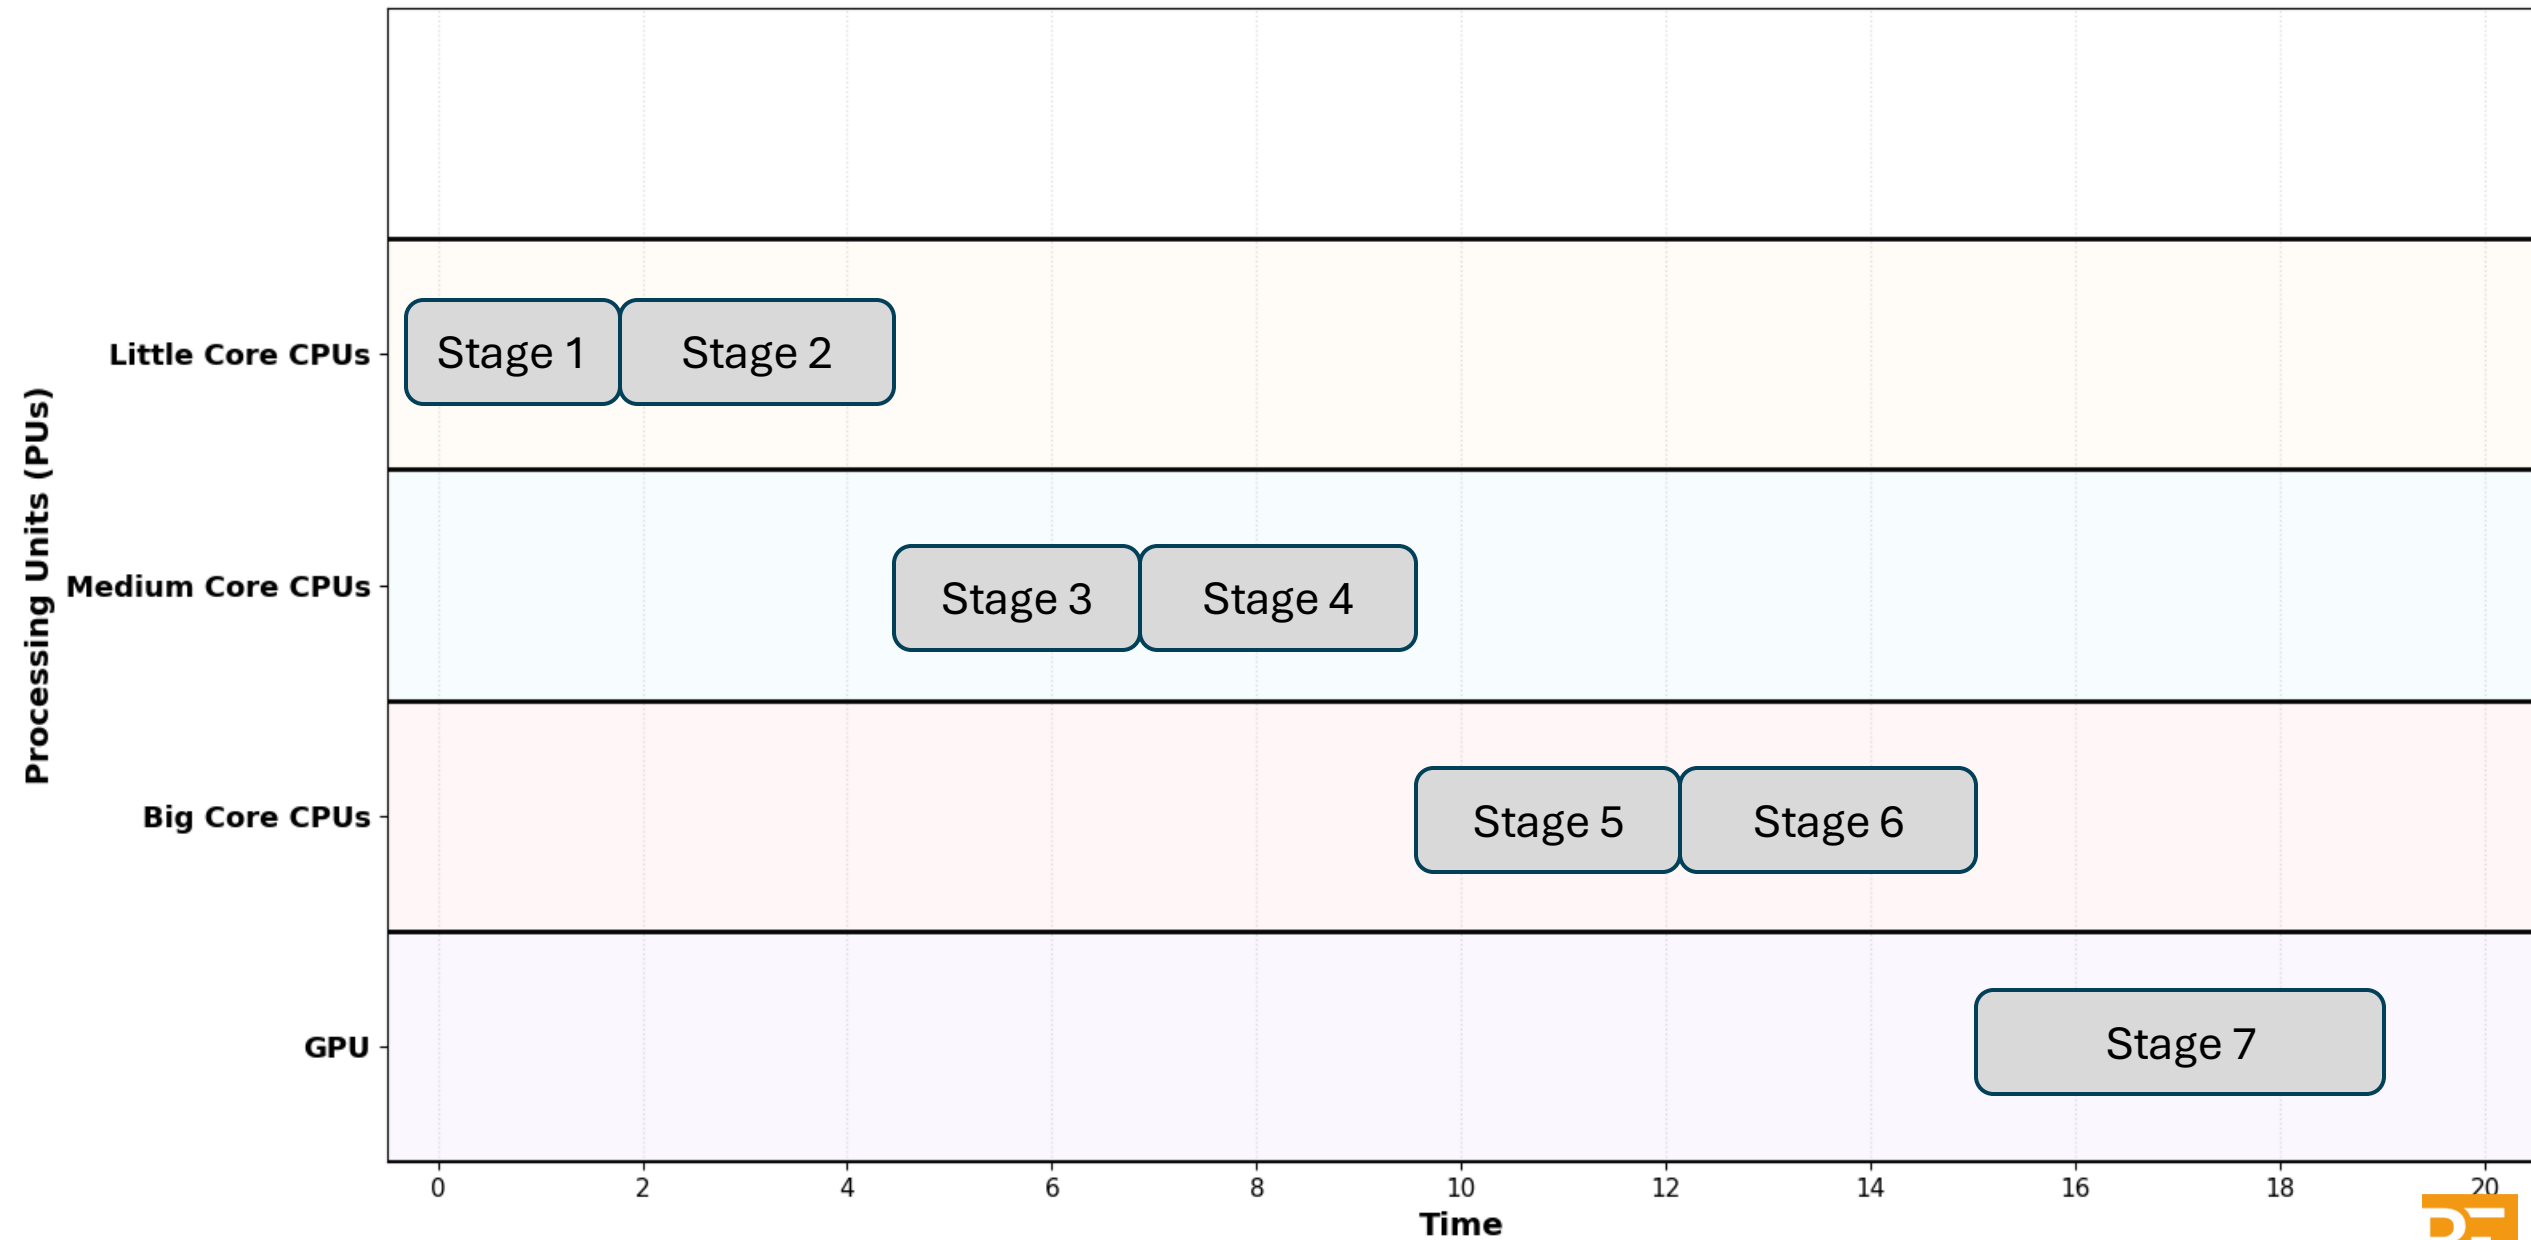 Processing Units (PUs)
Little Core CPUs
Stage 1
Stage 2
Medium Core CPUs
Stage 3
Stage 4
Big Core CPUs
Stage 5
Stage 6
GPU
Stage 7
0 2 4 6 8 10 12 14 16 18 20
Time